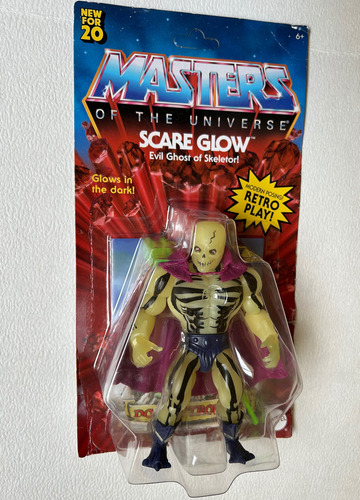 NEW
FOR
20
6+
MASTERS
OF THE UNIVERSE
SCARE GLOW
Evil Ghost of Skeletor!
Glows in
the dark!
MODERN POSING!
RETRO
PLAY!